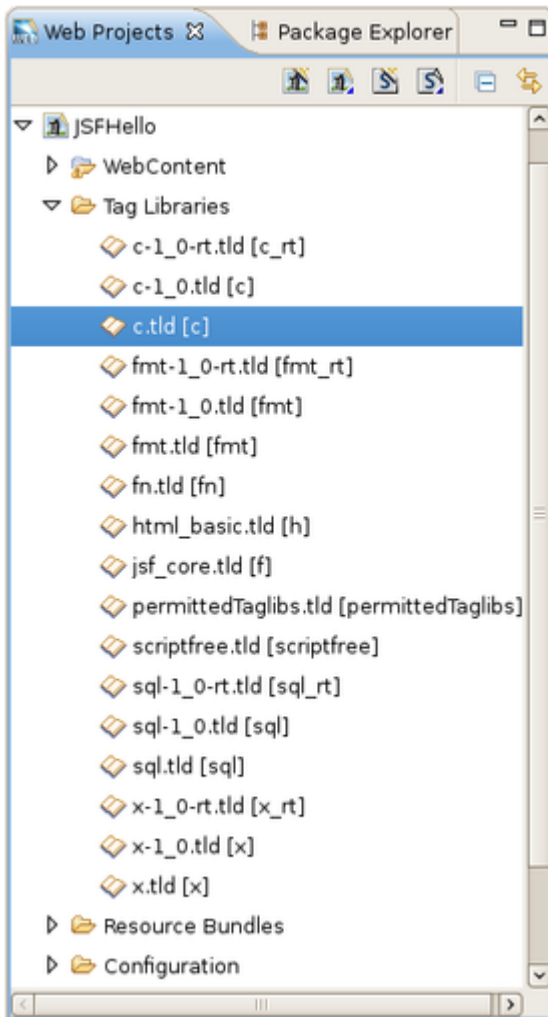 Web Projects Package Explorer
JSFHello
WebContent
Tag Libraries
c-1_0-rt.tld [c_rt]
c-1_0.tld [c]
c.tld [c]
fmt-1_0-rt.tld [fmt_rt]
fmt-1_0.tld [fmt]
fmt.tld [fmt]
fn.tld [fn]
html_basic.tld [h]
jsf_core.tld [f]
permittedTaglibs.tld [permittedTaglibs]
scriptfree.tld [scriptfree]
sql-1_0-rt.tld [sql_rt]
sql-1_0.tld [sql]
sql.tld [sql]
x-1_0-rt.tld [x_rt]
x-1_0.tld [x]
x.tld [x]
Resource Bundles
Configuration